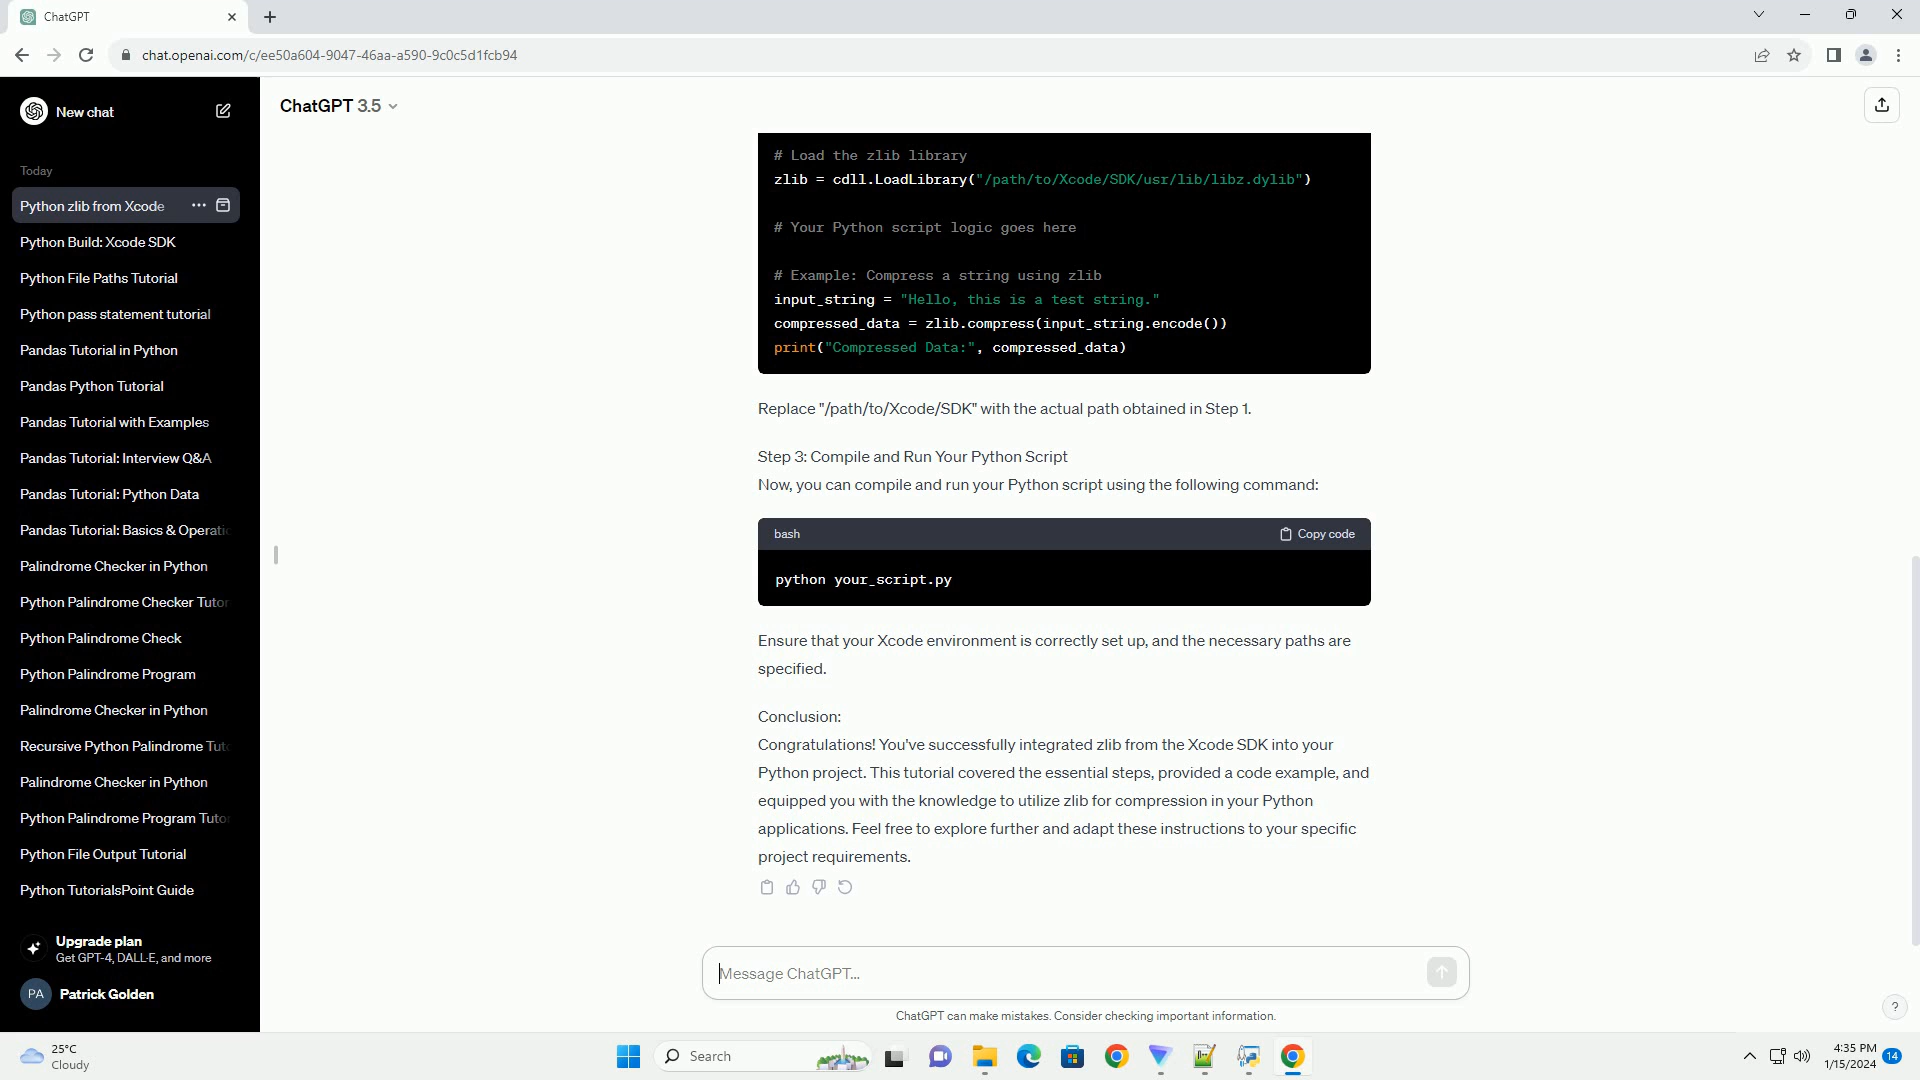 ChatGPT
chat.openai.com/c/ee50a604-9047-46aa-a590-9c0c5d1fcb94
New chat
Today
Python zlib from Xcode
Python Build: Xcode SDK
Python File Paths Tutorial
Python pass statement tutorial
Pandas Tutorial in Python
Pandas Python Tutorial
Pandas Tutorial with Examples
Pandas Tutorial: Interview Q&A
Pandas Tutorial: Python Data
Pandas Tutorial: Basics & Operatio
Palindrome Checker in Python
Python Palindrome Checker Tutor
Python Palindrome Check
Python Palindrome Program
Palindrome Checker in Python
Recursive Python Palindrome Tuto
Palindrome Checker in Python
Python Palindrome Program Tutor
Python File Output Tutorial
Python TutorialsPoint Guide
Upgrade plan
Get GPT-4, DALL·E, and more
PA
Patrick Golden
ChatGPT 3.5
# Load the zlib library
zlib = cdll.LoadLibrary("/path/to/Xcode/SDK/usr/lib/libz.dylib")
# Your Python script logic goes here
# Example: Compress a string using zlib
input_string = "Hello, this is a test string."
compressed_data = zlib.compress(input_string.encode())
print("Compressed Data:", compressed_data)
Replace "/path/to/Xcode/SDK" with the actual path obtained in Step 1.
Step 3: Compile and Run Your Python Script
Now, you can compile and run your Python script using the following command:
bash
Copy code
python your_script.py
Ensure that your Xcode environment is correctly set up, and the necessary paths are
specified.
Conclusion:
Congratulations! You've successfully integrated zlib from the Xcode SDK into your
Python project. This tutorial covered the essential steps, provided a code example, and
equipped you with the knowledge to utilize zlib for compression in your Python
applications. Feel free to explore further and adapt these instructions to your specific
project requirements.
Message ChatGPT...
ChatGPT can make mistakes. Consider checking important information.
?
25°C
Cloudy
Search
4:35 PM
1/15/2024
14